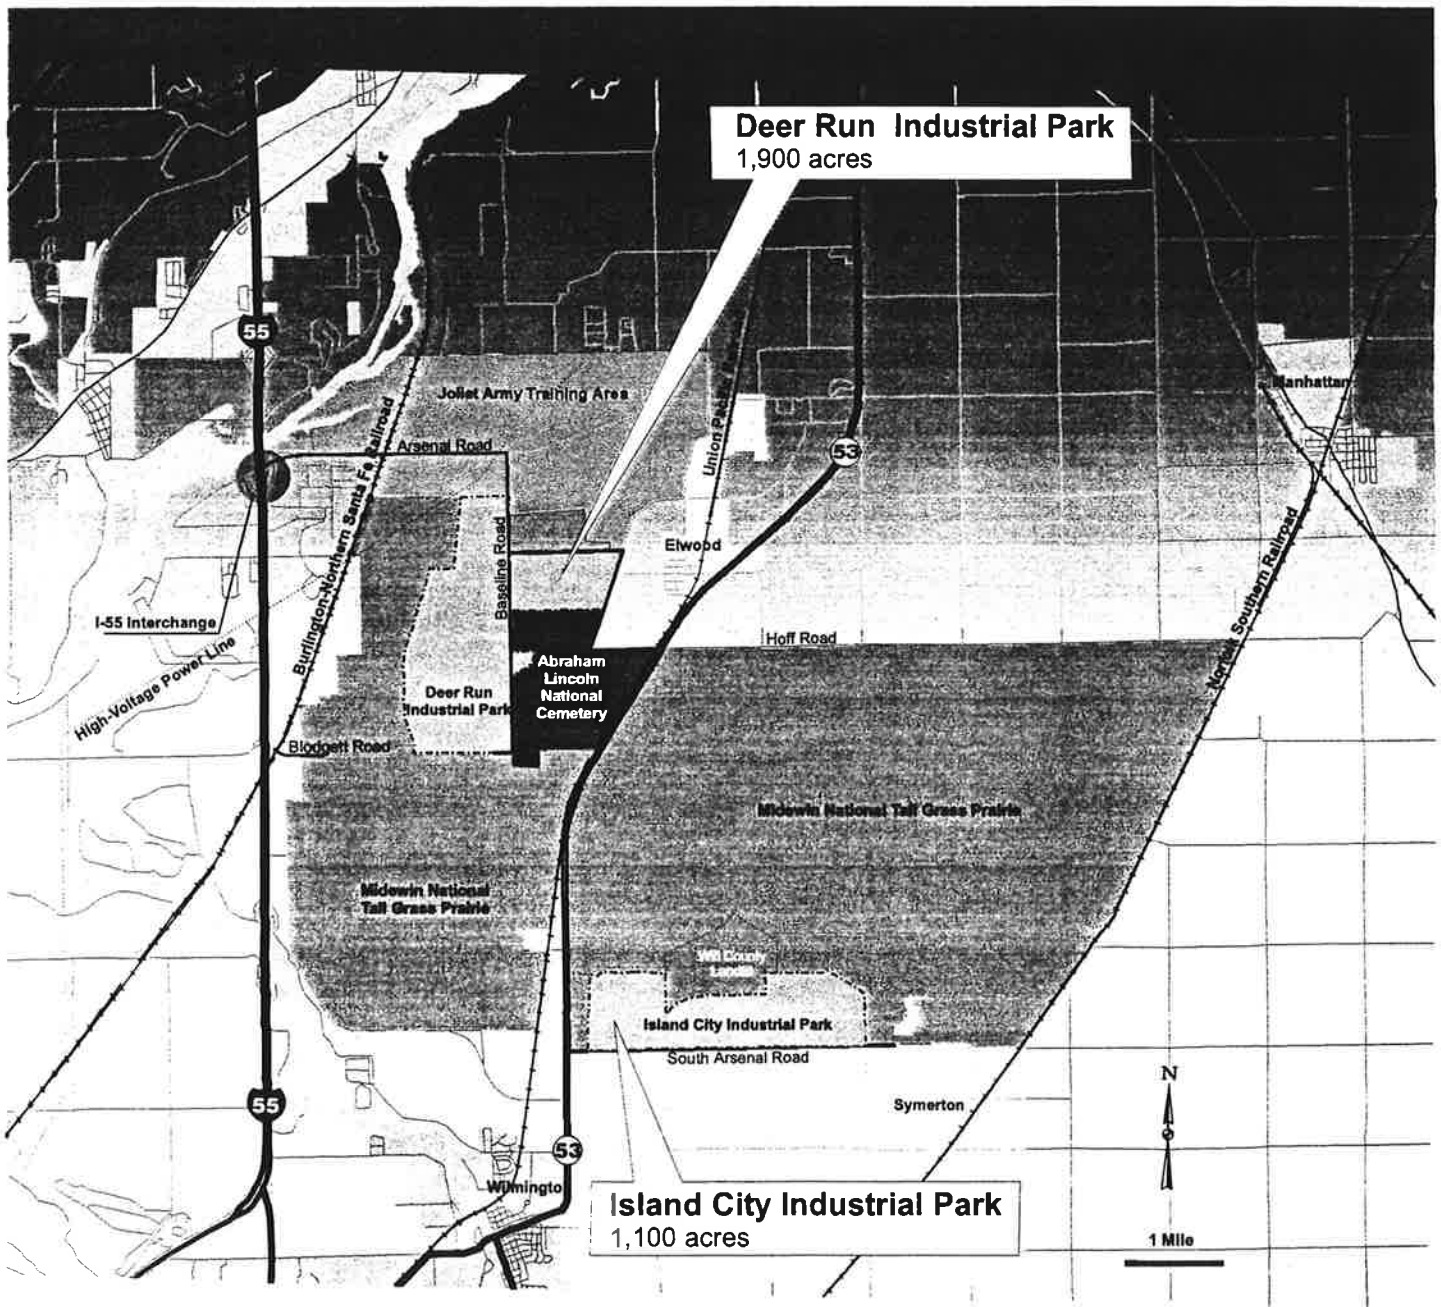 Deer Run Industrial Park
1,900 acres
55
Manhattan
Joliet Army Training Area
Arsenal Road
Union Pacific
53
Burlington-Northern Santa Fe Railroad
Baseline Road
Elwood
Norfolk Southern Railroad
I-55 Interchange
Hoff Road
High-Voltage Power Line
Abraham
Lincoln
National
Cemetery
Deer Run
Industrial Park
Blodgett Road
Midewin National Tall Grass Prairie
Midewin National
Tall Grass Prairie
Will County
Landfill
Island City Industrial Park
South Arsenal Road
N
55
Symerton
53
Wilmingto
Island City Industrial Park
1,100 acres
1 Mile